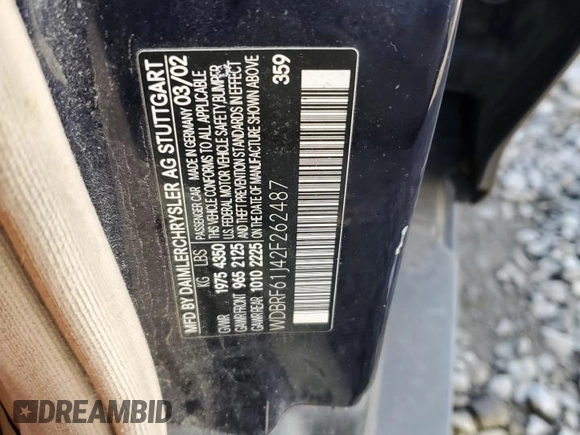 MFD BY DAIMLERCHRYSLER AG STUTTGART
KG LBS PASSENGER CAR MADE IN GERMANY 03/02
GVWR 1975 4350 THIS VEHICLE CONFORMS TO ALL APPLICABLE
GAWR FRONT 965 2125 U.S. FEDERAL MOTOR VEHICLE SAFETY, BUMPER,
GAWR REAR 1010 2225 AND THEFT PREVENTION STANDARDS IN EFFECT
ON THE DATE OF MANUFACTURE SHOWN ABOVE
WDBRF61J42F262487
359
DREAMBID